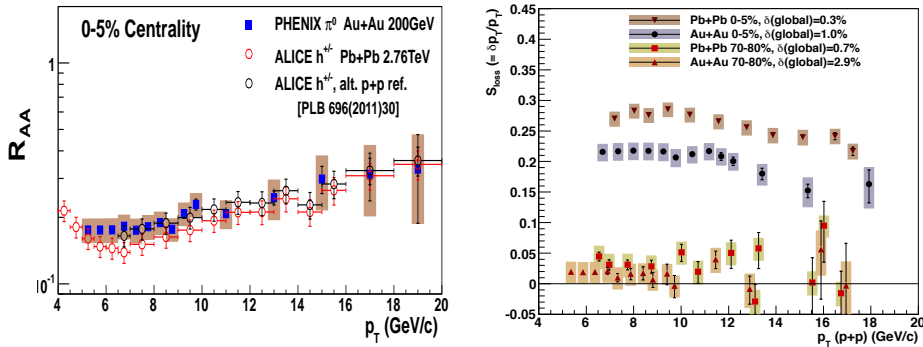 0-5% Centrality
PHENIX π⁰ Au+Au 200GeV
ALICE h⁺/⁻ Pb+Pb 2.76TeV
ALICE h⁺/⁻, alt. p+p ref.
[PLB 696(2011)30]
R_AA
1
10⁻¹
4 6 8 10 12 14 16 18 20
p_T (GeV/c)
Pb+Pb 0-5%, δ(global)=0.3%
Au+Au 0-5%, δ(global)=1.0%
Pb+Pb 70-80%, δ(global)=0.7%
Au+Au 70-80%, δ(global)=2.9%
S_loss (= δp_T/p_T)
0.45
0.4
0.35
0.3
0.25
0.2
0.15
0.1
0.05
0
-0.05
4 6 8 10 12 14 16 18 20
p_T (p+p) (GeV/c)